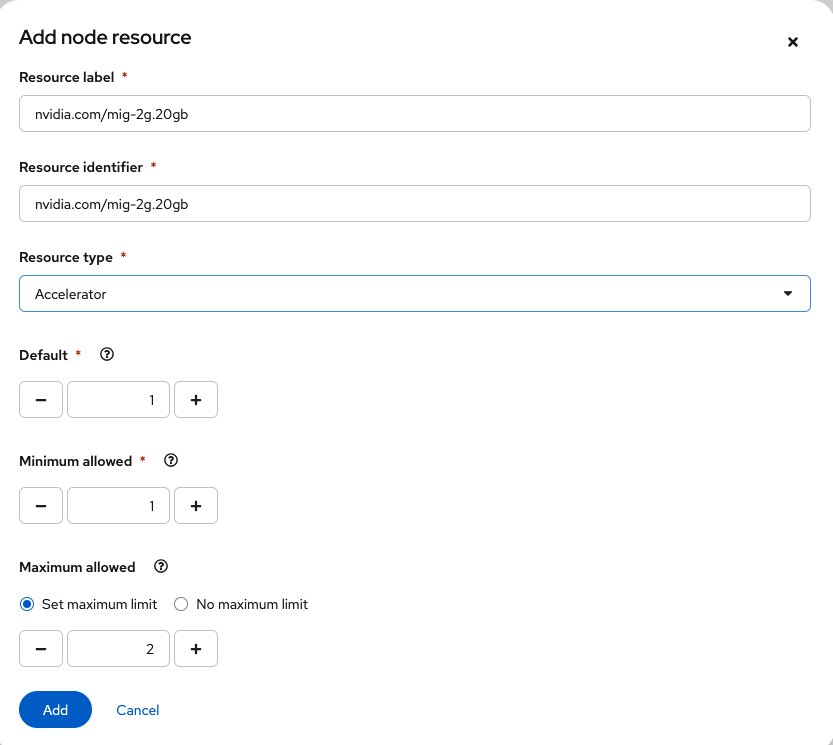 Add node resource
Resource label *
nvidia.com/mig-2g.20gb
Resource identifier *
nvidia.com/mig-2g.20gb
Resource type *
Accelerator
Default *
1
Minimum allowed *
1
Maximum allowed
Set maximum limit No maximum limit
2
Add Cancel